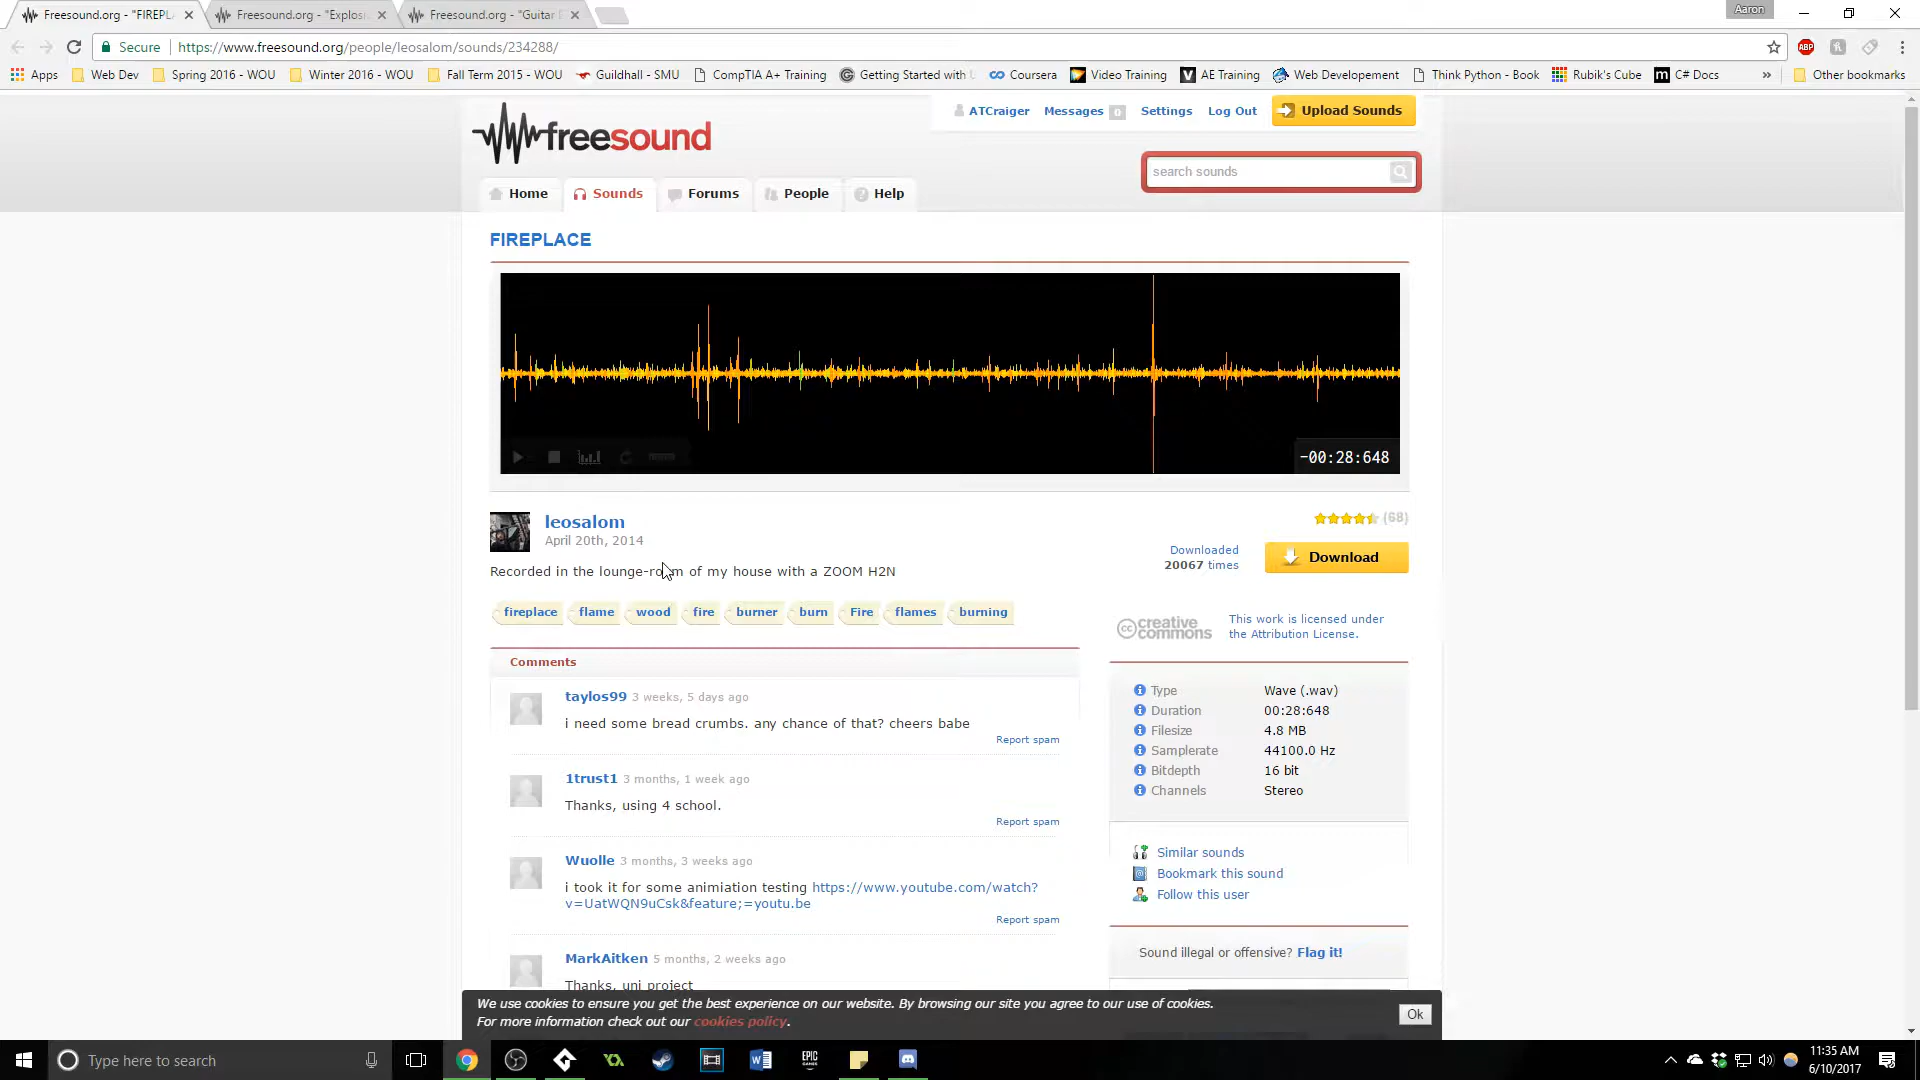 Freesound.org - "FIREPL
Freesound.org - "Explosi
Freesound.org - "Guitar
Aaron
Secure
https://www.freesound.org/people/leosalom/sounds/234288/
ABP
Apps
Web Dev
Spring 2016 - WOU
Winter 2016 - WOU
Fall Term 2015 - WOU
Guildhall - SMU
CompTIA A+ Training
Getting Started with
Coursera
Video Training
AE Training
Web Developement
Think Python - Book
Rubik's Cube
C# Docs
»
Other bookmarks
freesound
ATCraiger
Messages 0
Settings
Log Out
Upload Sounds
search sounds
Home
Sounds
Forums
People
Help
FIREPLACE
-00:28:648
leosalom
April 20th, 2014
Recorded in the lounge-room of my house with a ZOOM H2N
(68)
Downloaded
20067 times
Download
fireplace
flame
wood
fire
burner
burn
Fire
flames
burning
cc creative commons
This work is licensed under
the Attribution License.
Comments
taylos99 3 weeks, 5 days ago
i need some bread crumbs. any chance of that? cheers babe
Report spam
1trust1 3 months, 1 week ago
Thanks, using 4 school.
Report spam
Wuolle 3 months, 3 weeks ago
i took it for some animiation testing https://www.youtube.com/watch?
v=UatWQN9uCsk&feature;=youtu.be
Report spam
MarkAitken 5 months, 2 weeks ago
Thanks, uni project
Type Wave (.wav)
Duration 00:28:648
Filesize 4.8 MB
Samplerate 44100.0 Hz
Bitdepth 16 bit
Channels Stereo
Similar sounds
Bookmark this sound
Follow this user
Sound illegal or offensive? Flag it!
We use cookies to ensure you get the best experience on our website. By browsing our site you agree to our use of cookies.
For more information check out our cookies policy.
Ok
Type here to search
EPIC
GAMES
11:35 AM
6/10/2017